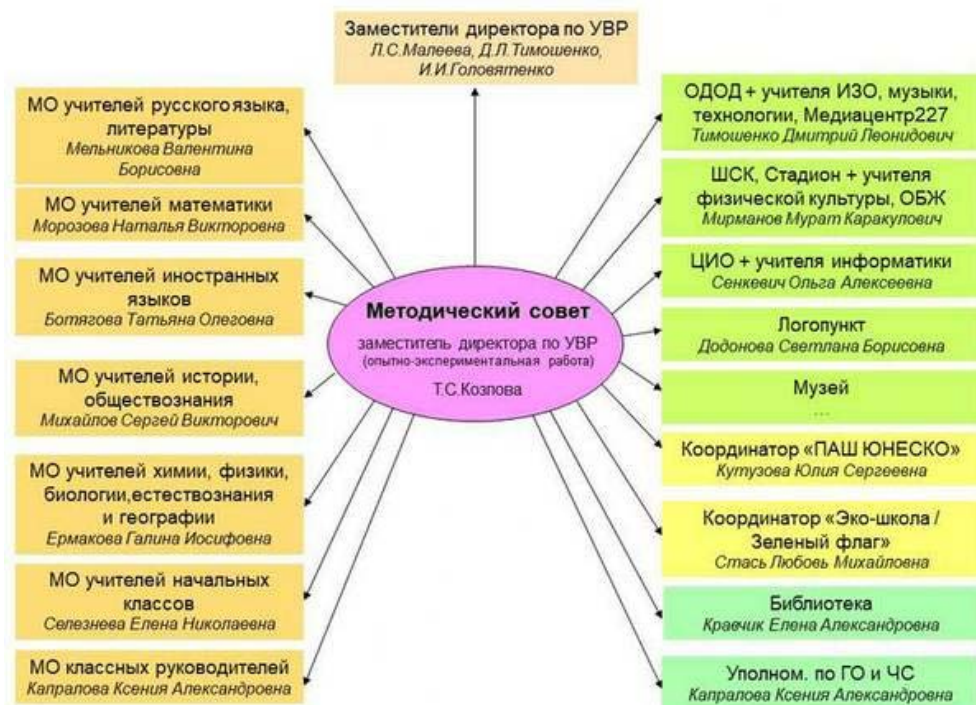 Заместители директора по УВР
Л.С.Малеева, Д.Л.Тимошенко,
И.И.Головятенко
МО учителей русского языка,
литературы
Мельникова Валентина
Борисовна
МО учителей математики
Морозова Наталья Викторовна
МО учителей иностранных
языков
Ботягова Татьяна Олеговна
МО учителей истории,
обществознания
Михайлов Сергей Викторович
МО учителей химии, физики,
биологии,естествознания
и географии
Ермакова Галина Иосифовна
МО учителей начальных
классов
Селезнева Елена Николаевна
МО классных руководителей
Капралова Ксения Александровна
Методический совет
заместитель директора по УВР
(опытно-экспериментальная работа)
Т.С.Козлова
ОДОД + учителя ИЗО, музыки,
технологии, Медиацентр227
Тимошенко Дмитрий Леонидович
ШСК, Стадион + учителя
физической культуры, ОБЖ
Мирманов Мурат Каракулович
ЦИО + учителя информатики
Сенкевич Ольга Алексеевна
Логопункт
Додонова Светлана Борисовна
Музей
...
Координатор «ПАШ ЮНЕСКО»
Кутузова Юлия Сергеевна
Координатор «Эко-школа /
Зеленый флаг»
Стась Любовь Михайловна
Библиотека
Кравчик Елена Александровна
Уполном. по ГО и ЧС
Капралова Ксения Александровна